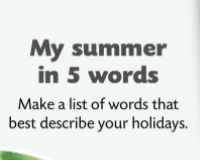 My summer
in 5 words
Make a list of words that
best describe your holidays.